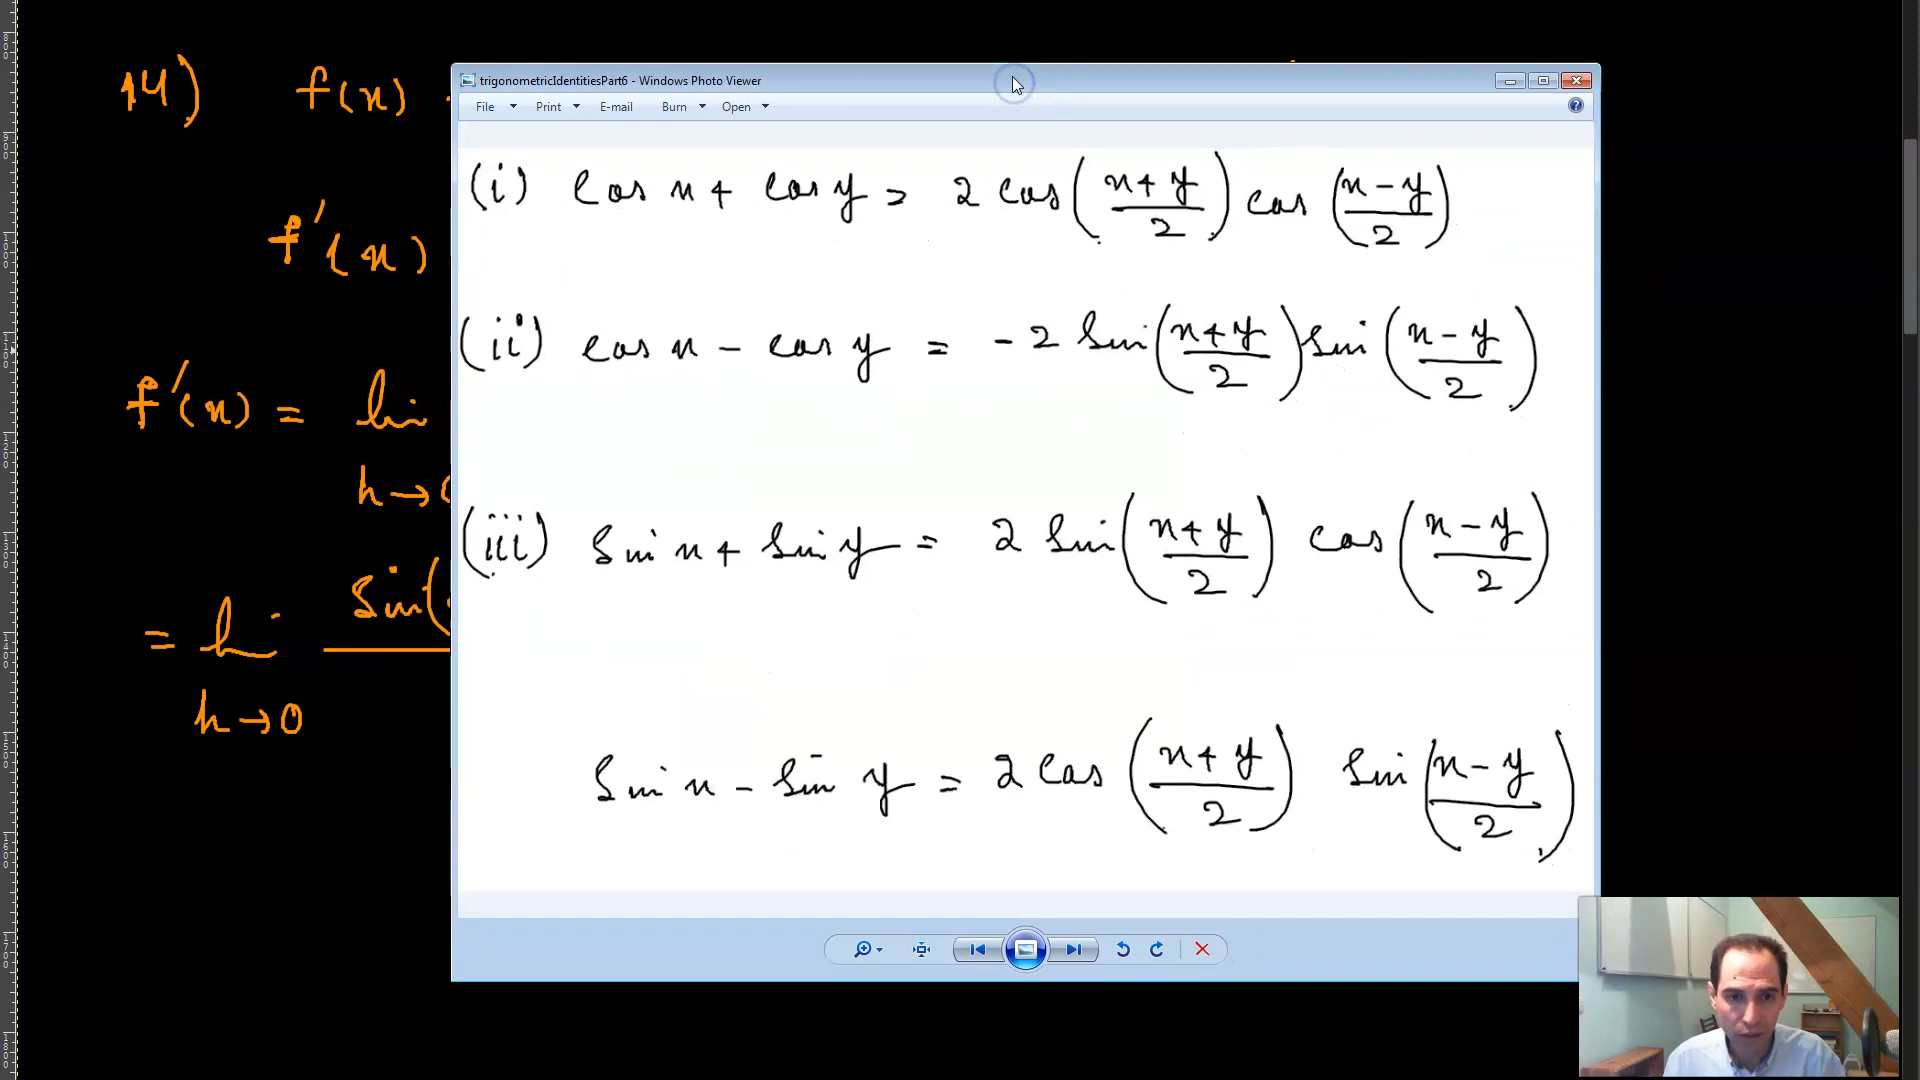 14) f(x)
f'(x)
f'(x) = lim
h→0
= lim sin(
h→0
trigonometricIdentitiesPart6 - Windows Photo Viewer
File Print E-mail Burn Open
(i) cos x + cos y = 2 cos(x+y/2) cos(x-y/2)
(ii) cos x - cos y = -2 sin(x+y/2) sin(x-y/2)
(iii) sin x + sin y = 2 sin(x+y/2) cos(x-y/2)
sin x - sin y = 2 cos(x+y/2) sin(x-y/2)